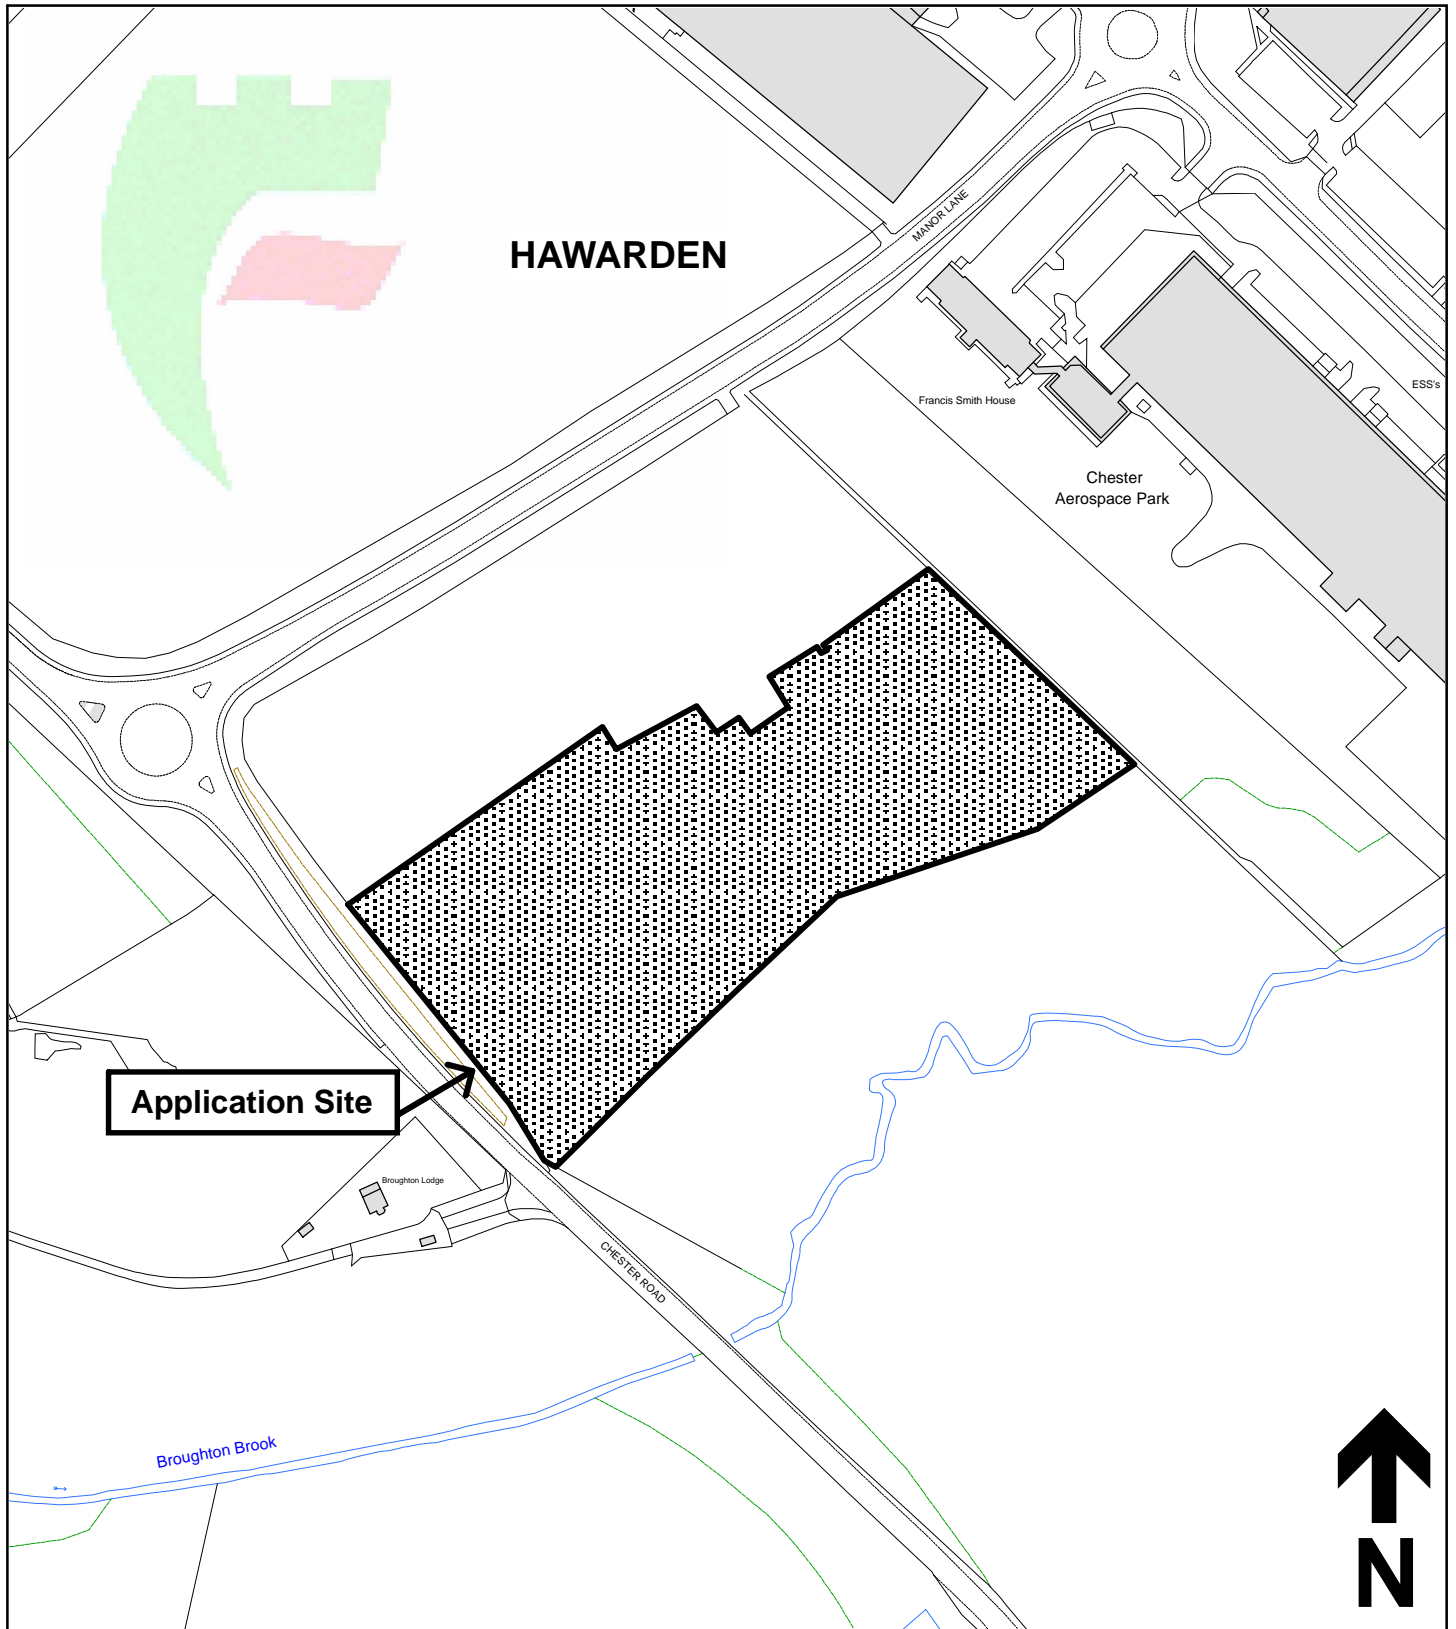 MANOR LANE
HAWARDEN
ESS's
Francis Smith House
Chester
Aerospace Park
Application Site
Broughton Lodge
CHESTER ROAD
Broughton Brook
N